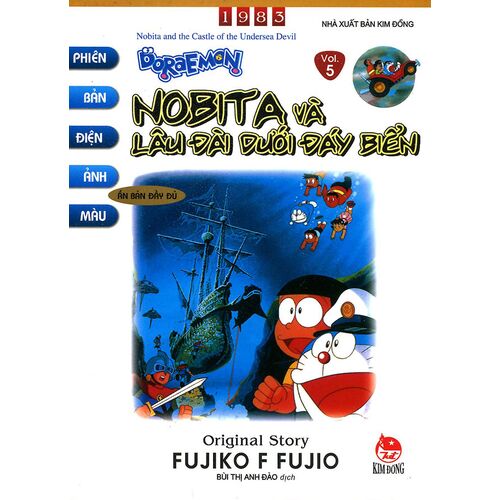 1983
Nobita and the Castle of the Undersea Devil
NHÀ XUẤT BẢN KIM ĐỒNG
DORAEMON
Vol.
5
PHIÊN
BẢN
ĐIỆN
ẢNH
MÀU
NOBITA VÀ
LÂU ĐÀI DƯỚI ĐÁY BIỂN
ẤN BẢN ĐẦY ĐỦ
Original Story
FUJIKO F FUJIO
BÙI THỊ ANH ĐÀO dịch
KIM ĐỒNG